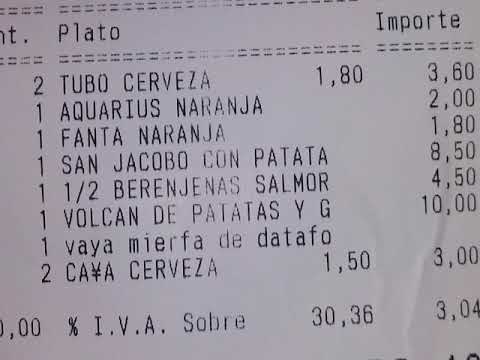 nt. Plato Importe
2 TUBO CERVEZA 1,80 3,60
1 AQUARIUS NARANJA 2,00
1 FANTA NARANJA 1,80
1 SAN JACOBO CON PATATA 8,50
1 1/2 BERENJENAS SALMOR 4,50
1 VOLCAN DE PATATAS Y G 10,00
1 vaya mierfa de datafo
2 CA¥A CERVEZA 1,50 3,00
0,00 % I.V.A. Sobre 30,36 3,04